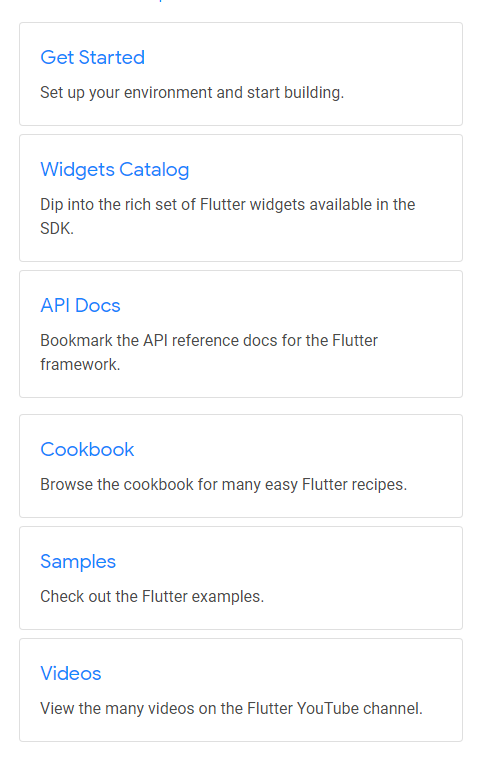 Get Started
Set up your environment and start building.
Widgets Catalog
Dip into the rich set of Flutter widgets available in the
SDK.
API Docs
Bookmark the API reference docs for the Flutter
framework.
Cookbook
Browse the cookbook for many easy Flutter recipes.
Samples
Check out the Flutter examples.
Videos
View the many videos on the Flutter YouTube channel.